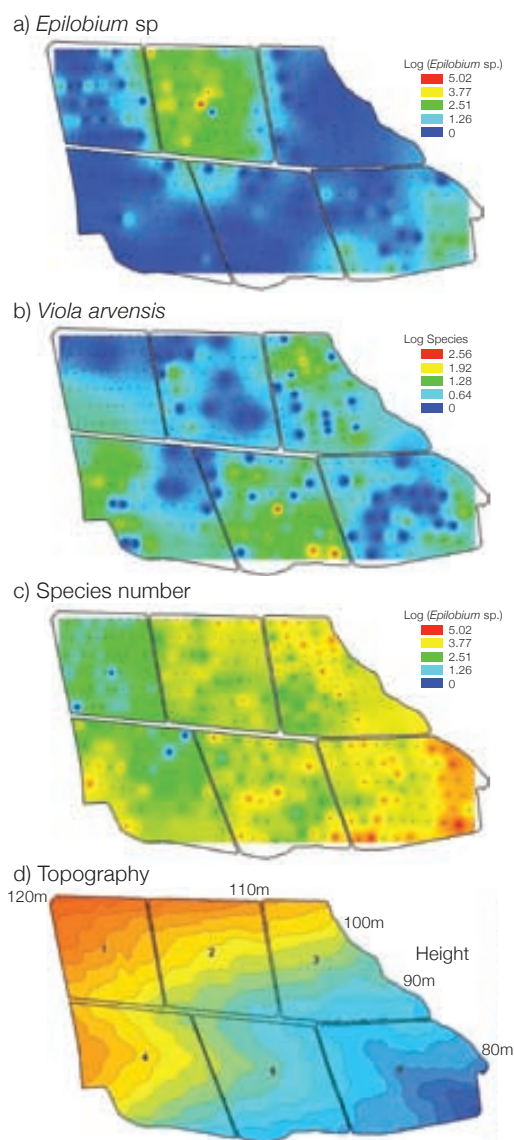 a) Epilobium sp
Log (Epilobium sp.)
5.02
3.77
2.51
1.26
0
b) Viola arvensis
Log Species
2.56
1.92
1.28
0.64
0
c) Species number
Log (Epilobium sp.)
5.02
3.77
2.51
1.26
0
d) Topography
120m
110m
100m
Height
90m
80m
1
2
3
4
5